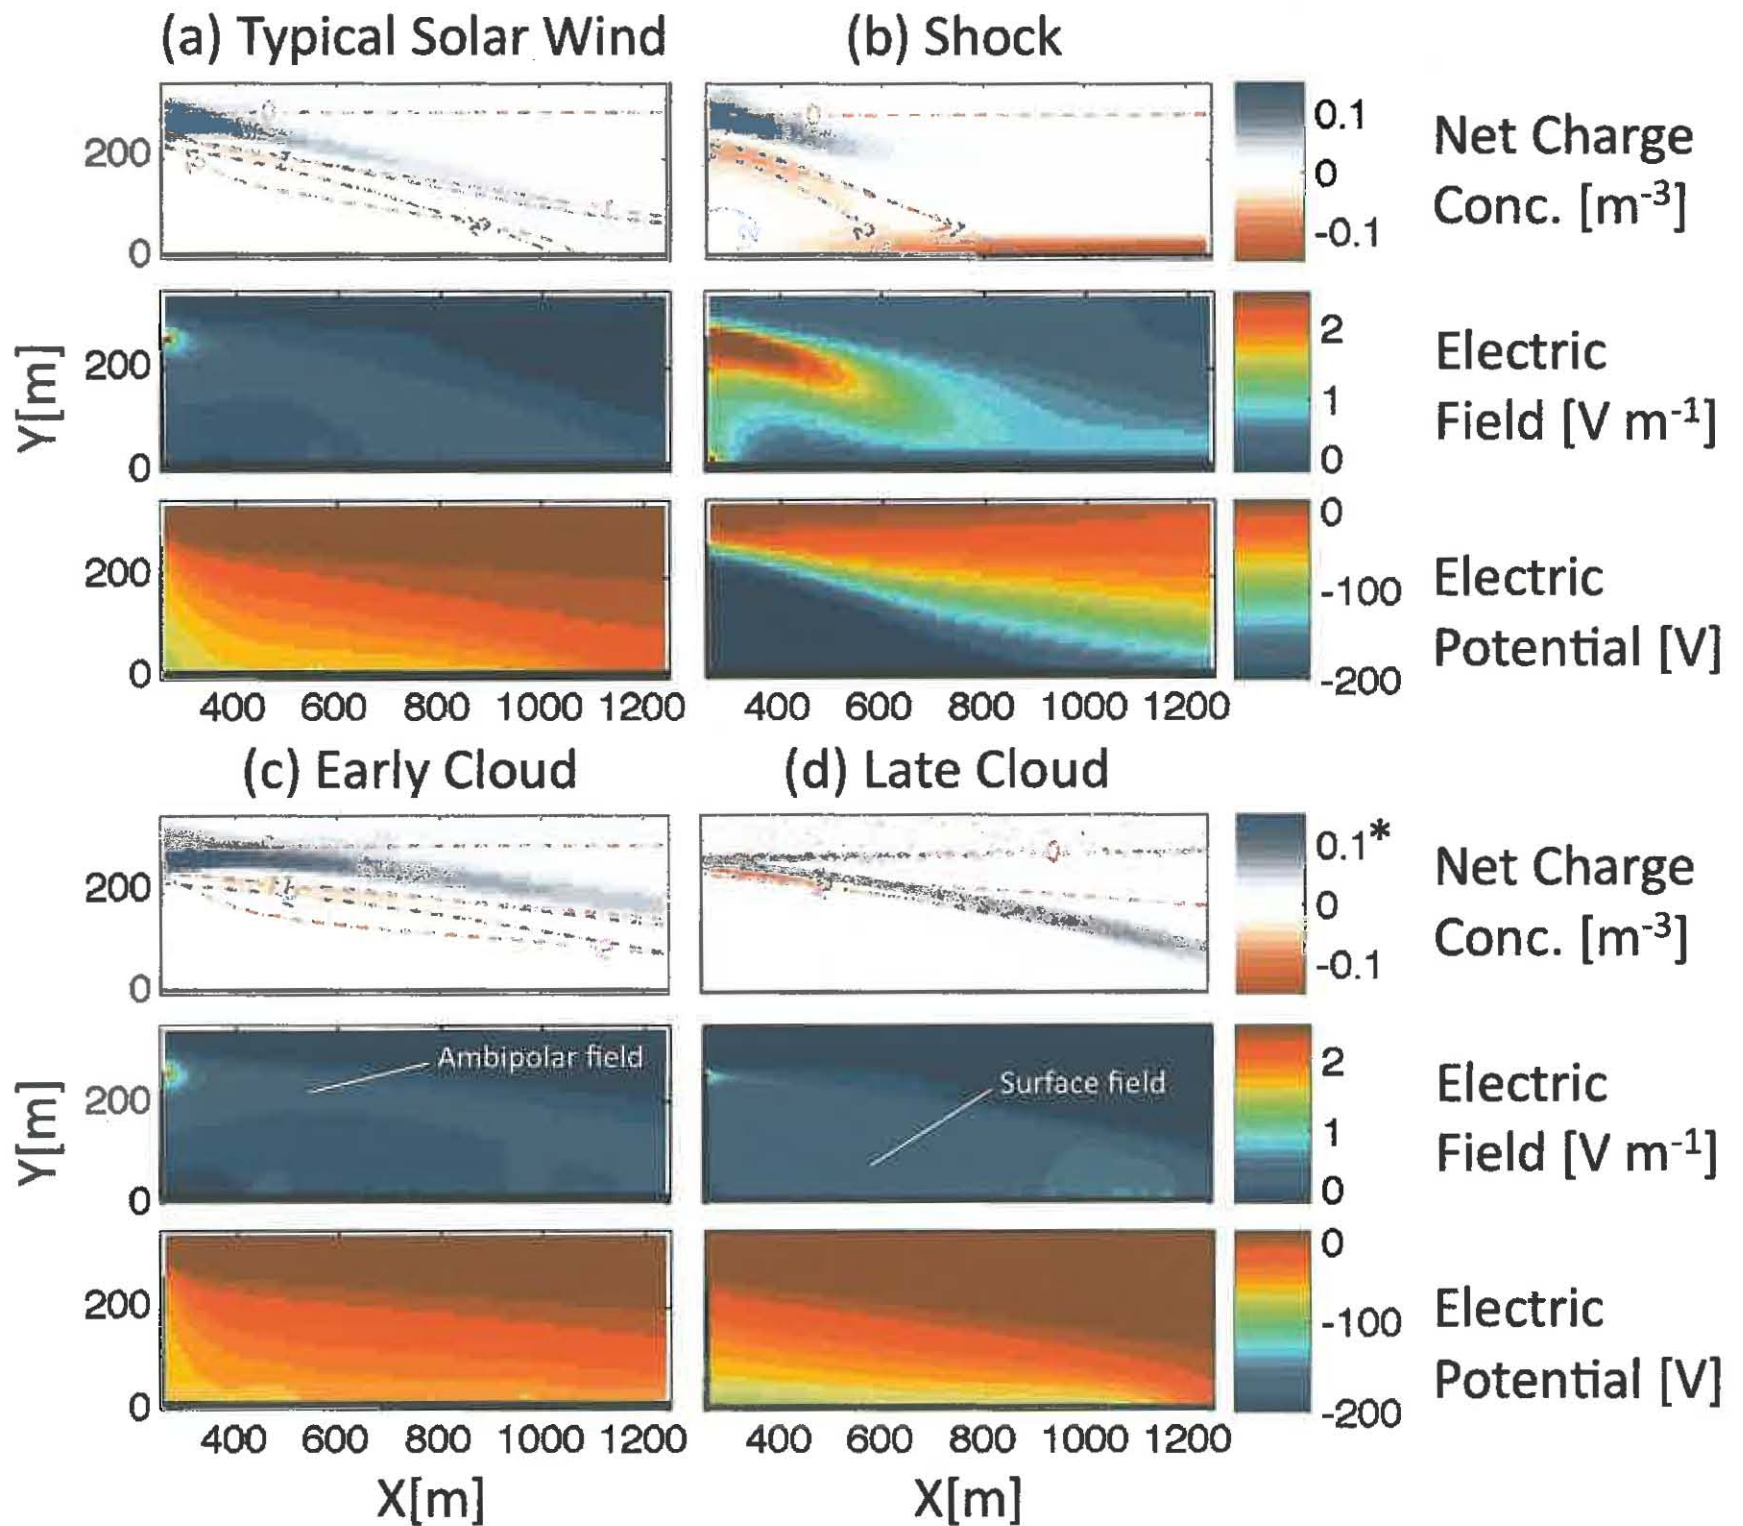 (a) Typical Solar Wind (b) Shock
200
0
0.1
0
-0.1
Net Charge
Conc. [m-3]
Y[m]
200
0
2
1
0
Electric
Field [V m-1]
200
0
0
-100
-200
Electric
Potential [V]
400 600 800 1000 1200 400 600 800 1000 1200
(c) Early Cloud (d) Late Cloud
200
0
0
0.1*
0
-0.1
Net Charge
Conc. [m-3]
Y[m]
200
0
Ambipolar field
Surface field
2
1
0
Electric
Field [V m-1]
200
0
0
-100
-200
Electric
Potential [V]
400 600 800 1000 1200 400 600 800 1000 1200
X[m] X[m]